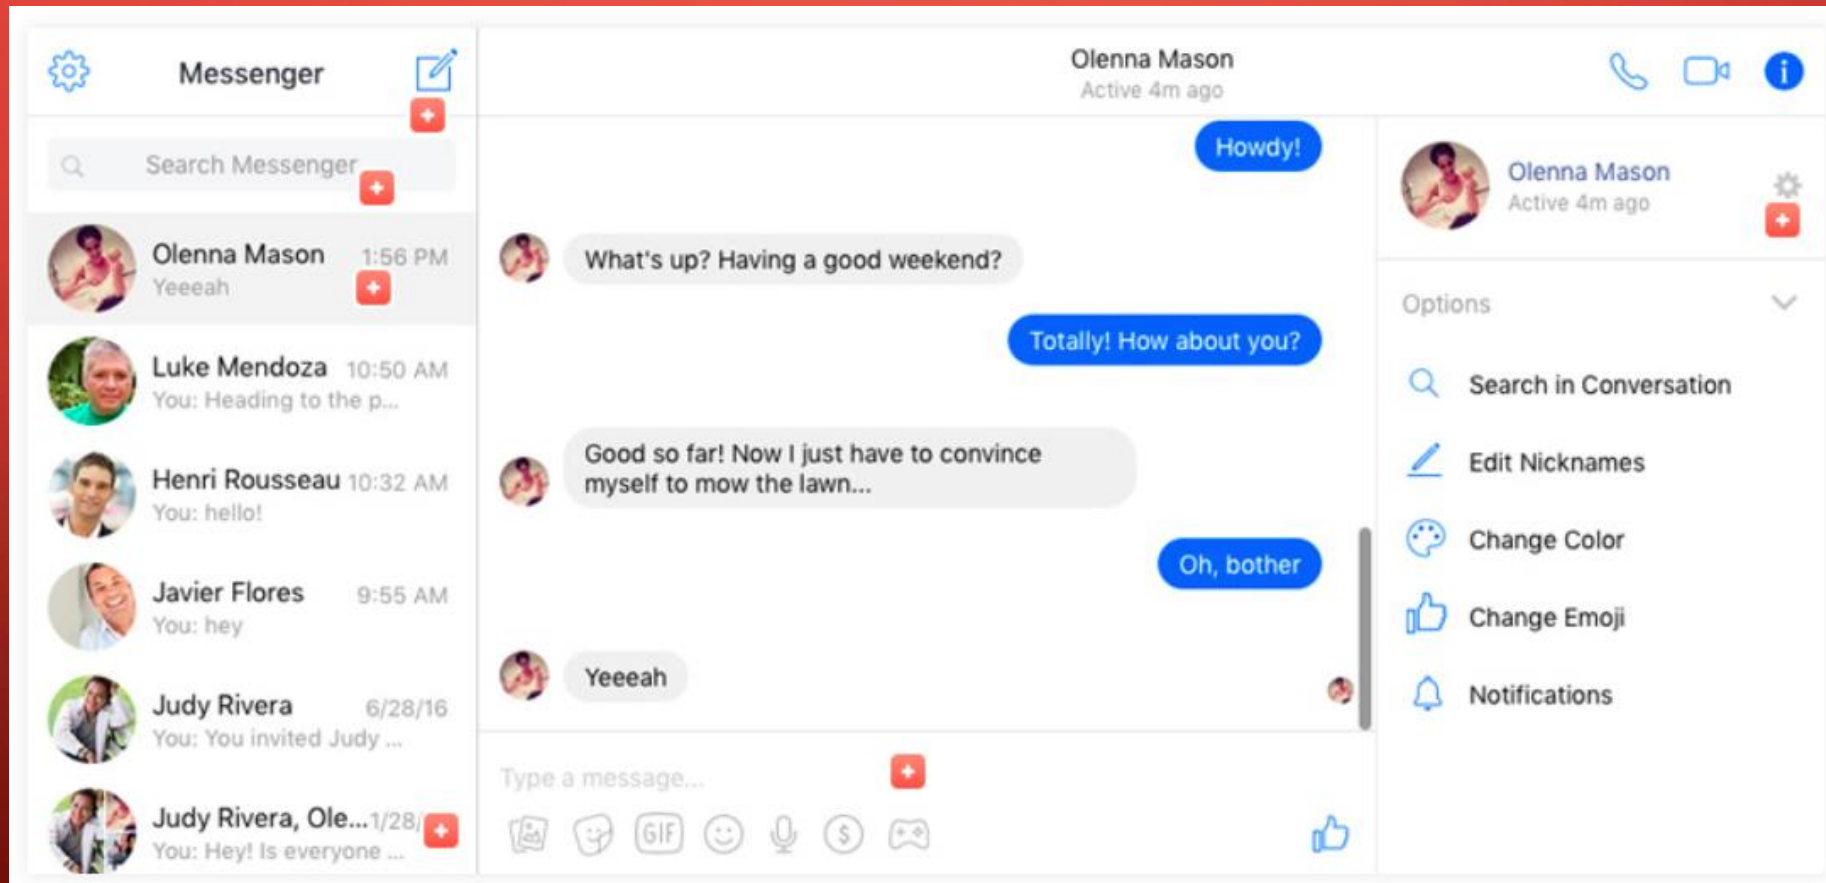 Messenger
Search Messenger
Olenna Mason 1:56 PM
Yeeeah
Luke Mendoza 10:50 AM
You: Heading to the p...
Henri Rousseau 10:32 AM
You: hello!
Javier Flores 9:55 AM
You: hey
Judy Rivera 6/28/16
You: You invited Judy ...
Judy Rivera, Ole... 1/28/
You: Hey! Is everyone ...
Olenna Mason
Active 4m ago
Howdy!
What's up? Having a good weekend?
Totally! How about you?
Good so far! Now I just have to convince
myself to mow the lawn...
Oh, bother
Yeeeah
Type a message...
GIF
$
i
Olenna Mason
Active 4m ago
Options
Search in Conversation
Edit Nicknames
Change Color
Change Emoji
Notifications